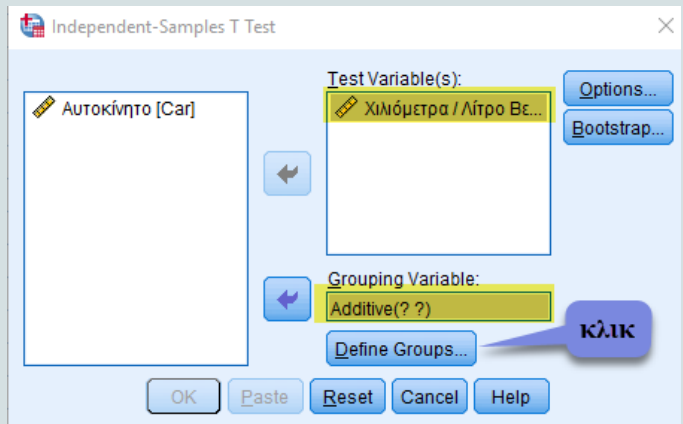 Independent-Samples T Test
Test Variable(s):
Αυτοκίνητο [Car]
Χιλιόμετρα / Λίτρο Βε...
Options...
Bootstrap...
Grouping Variable:
Additive(? ?)
Define Groups...
κλικ
OK
Paste
Reset
Cancel
Help